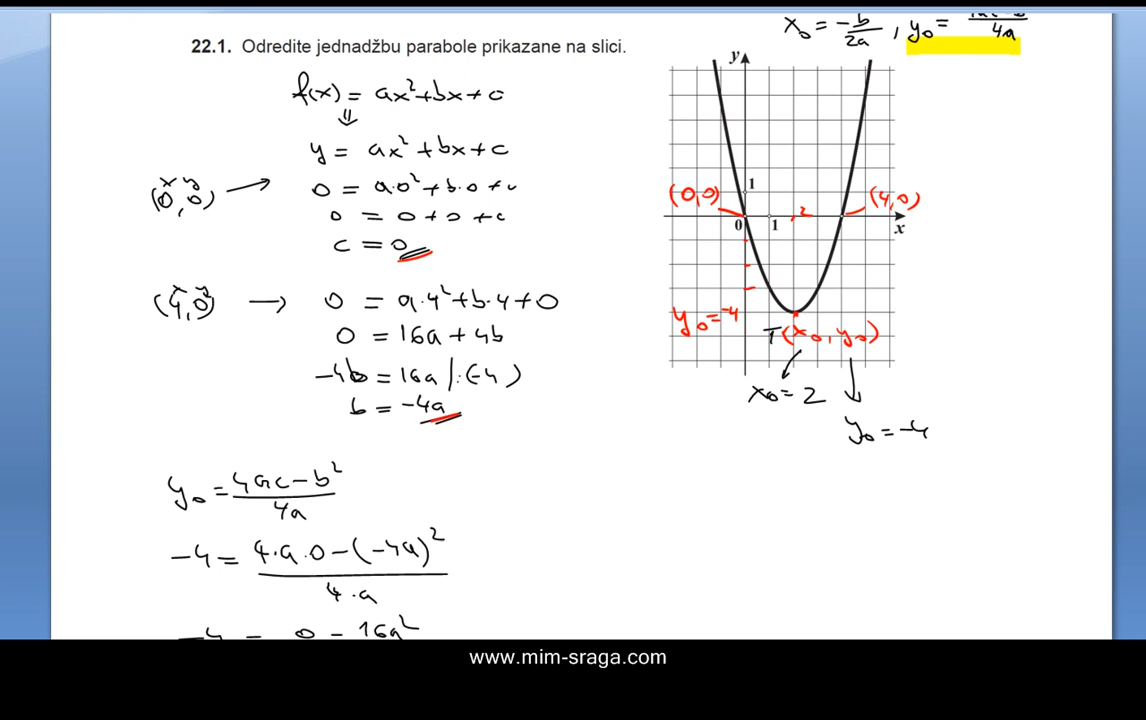 x₀ = -b/2a , y₀ = 4a
22.1. Odredite jednadžbu parabole prikazane na slici.
f(x) = ax² + bx + c
⇓
y = ax² + bx + c
x y
(0, 0) → 0 = a·0² + b·0 + c
0 = 0 + 0 + c
c = 0
x y
(4, 0) → 0 = a·4² + b·4 + 0
0 = 16a + 4b
-4b = 16a /:(-4)
b = -4a
y₀ = (4ac - b²)/4a
-4 = (4·a·0 - (-4a)²)/(4·a)
-4 = 0 - 16a²
y
1
(0,0)
2
(4,0)
0
1
x
y₀ = -4
T(x₀, y₀)
x₀ = 2
y₀ = -4
www.mim-sraga.com